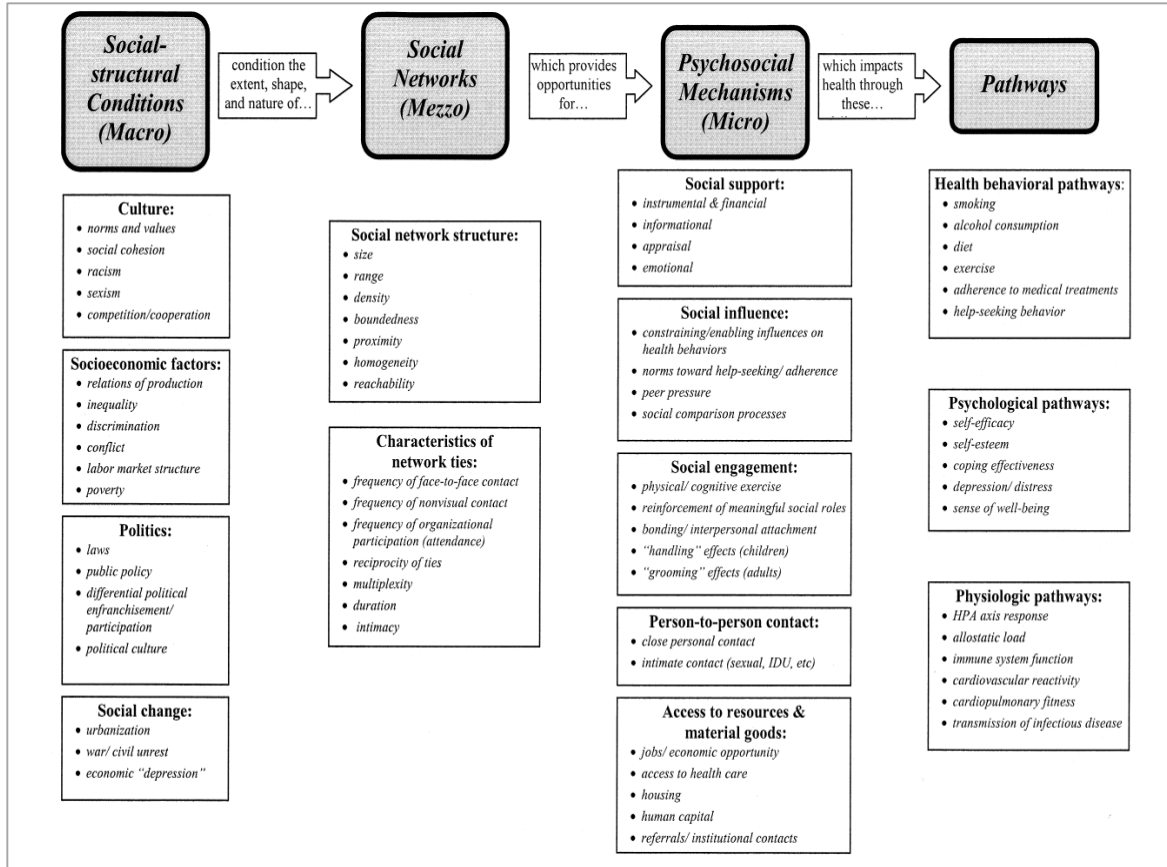 Social-
structural
Conditions
(Macro)
condition the
extent, shape,
and nature of…
Social
Networks
(Mezzo)
which provides
opportunities
for…
Psychosocial
Mechanisms
(Micro)
which impacts
health through
these…
Pathways
Culture:
• norms and values
• social cohesion
• racism
• sexism
• competition/cooperation
Socioeconomic factors:
• relations of production
• inequality
• discrimination
• conflict
• labor market structure
• poverty
Politics:
• laws
• public policy
• differential political
enfranchisement/
participation
• political culture
Social change:
• urbanization
• war/ civil unrest
• economic “depression”
Social network structure:
• size
• range
• density
• boundedness
• proximity
• homogeneity
• reachability
Characteristics of
network ties:
• frequency of face-to-face contact
• frequency of nonvisual contact
• frequency of organizational
participation (attendance)
• reciprocity of ties
• multiplexity
• duration
• intimacy
Social support:
• instrumental & financial
• informational
• appraisal
• emotional
Social influence:
• constraining/enabling influences on
health behaviors
• norms toward help-seeking/ adherence
• peer pressure
• social comparison processes
Social engagement:
• physical/ cognitive exercise
• reinforcement of meaningful social roles
• bonding/ interpersonal attachment
• “handling” effects (children)
• “grooming” effects (adults)
Person-to-person contact:
• close personal contact
• intimate contact (sexual, IDU, etc)
Access to resources &
material goods:
• jobs/ economic opportunity
• access to health care
• housing
• human capital
• referrals/ institutional contacts
Health behavioral pathways:
• smoking
• alcohol consumption
• diet
• exercise
• adherence to medical treatments
• help-seeking behavior
Psychological pathways:
• self-efficacy
• self-esteem
• coping effectiveness
• depression/ distress
• sense of well-being
Physiologic pathways:
• HPA axis response
• allostatic load
• immune system function
• cardiovascular reactivity
• cardiopulmonary fitness
• transmission of infectious disease